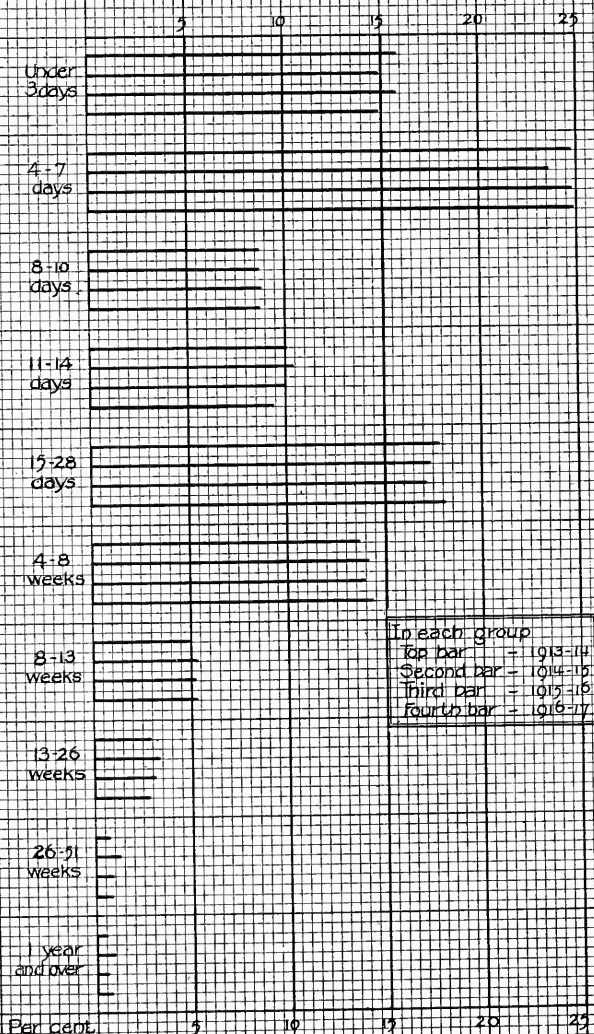 5 10 15 20 25
Under
3 days
4-7
days
8-10
days
11-14
days
15-28
days
4-8
weeks
8-13
weeks
In each group
Top bar - 1913-14
Second bar - 1914-15
Third bar - 1915-16
Fourth bar - 1916-17
13-26
weeks
26-51
weeks
1 year
and over
Per cent. 5 10 15 20 25